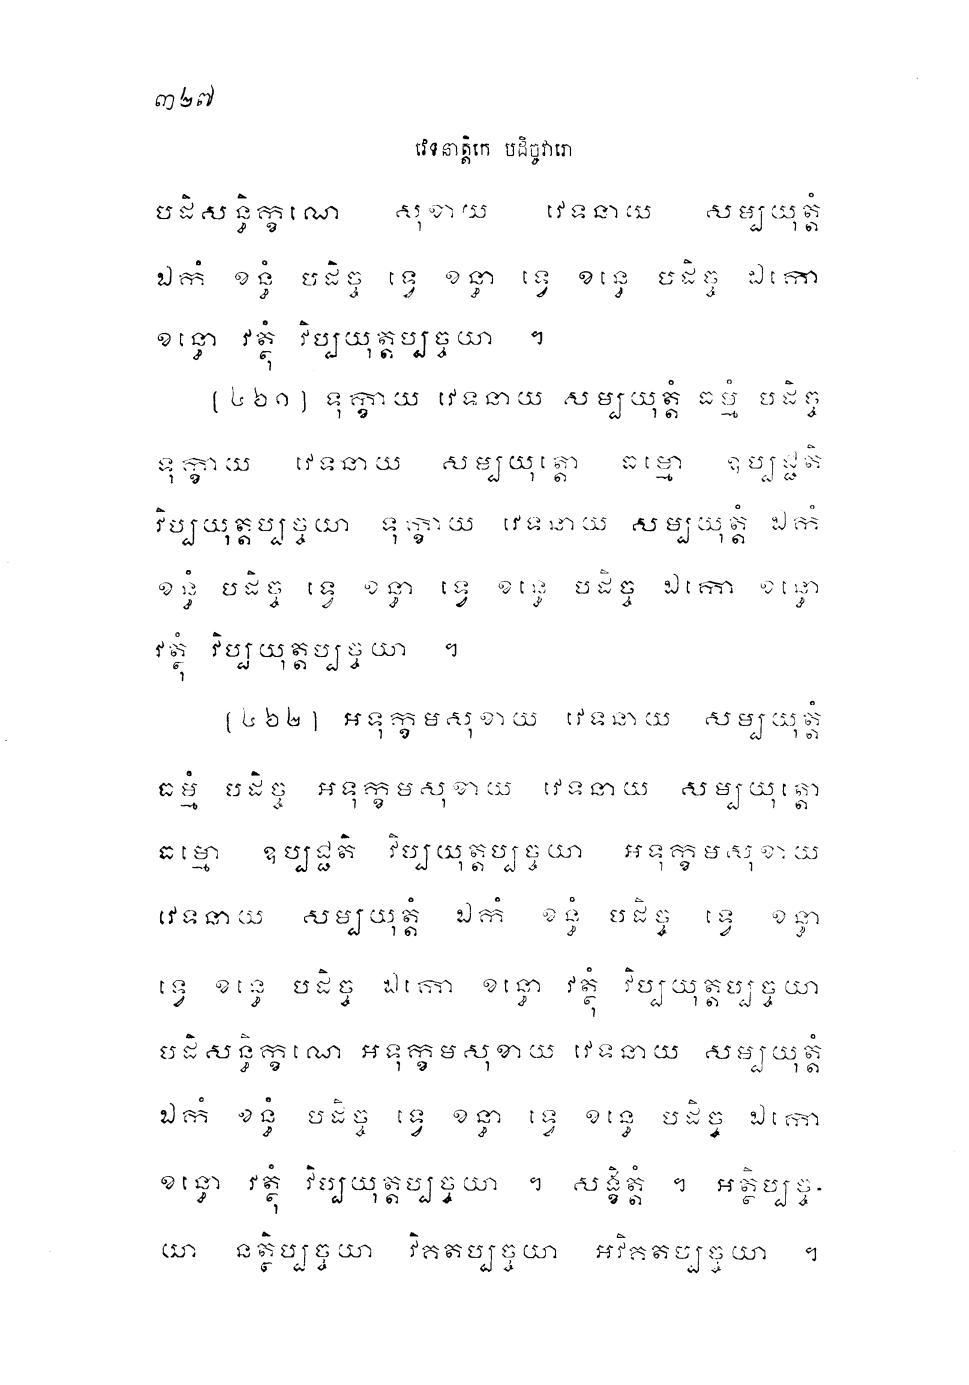 ៣២៧
វេទនាត្តិកេ បដិច្ចវារោ
បដិសន្ធិក្ខណេ សុខាយ វេទនាយ សម្បយុត្តំ
ឯកំ ខន្ធំ បដិច្ច ទ្វេ ខន្ធា ទ្វេ ខន្ធេ បដិច្ច ឯកោ
ខន្ធោ វត្ថុំ វិប្បយុត្តប្បច្ចយា ។
(៤៦១) ទុក្ខាយ វេទនាយ សម្បយុត្តំ ធម្មំ បដិច្ច
ទុក្ខាយ វេទនាយ សម្បយុត្តោ ធម្មោ ឧប្បជ្ជតិ
វិប្បយុត្តប្បច្ចយា ទុក្ខាយ វេទនាយ សម្បយុត្តំ ឯកំ
ខន្ធំ បដិច្ច ទ្វេ ខន្ធា ទ្វេ ខន្ធេ បដិច្ច ឯកោ ខន្ធោ
វត្ថុំ វិប្បយុត្តប្បច្ចយា ។
(៤៦២) អទុក្ខមសុខាយ វេទនាយ សម្បយុត្តំ
ធម្មំ បដិច្ច អទុក្ខមសុខាយ វេទនាយ សម្បយុត្តោ
ធម្មោ ឧប្បជ្ជតិ វិប្បយុត្តប្បច្ចយា អទុក្ខមសុខាយ
វេទនាយ សម្បយុត្តំ ឯកំ ខន្ធំ បដិច្ច ទ្វេ ខន្ធា
ទ្វេ ខន្ធេ បដិច្ច ឯកោ ខន្ធោ វត្ថុំ វិប្បយុត្តប្បច្ចយា
បដិសន្ធិក្ខណេ អទុក្ខមសុខាយ វេទនាយ សម្បយុត្តំ
ឯកំ ខន្ធំ បដិច្ច ទ្វេ ខន្ធា ទ្វេ ខន្ធេ បដិច្ច ឯកោ
ខន្ធោ វត្ថុំ វិប្បយុត្តប្បច្ចយា ។ សង្ខិត្តំ ។ អត្ថិប្បច្ច-
យា នត្ថិប្បច្ចយា វិគតប្បច្ចយា អវិគតប្បច្ចយា ។